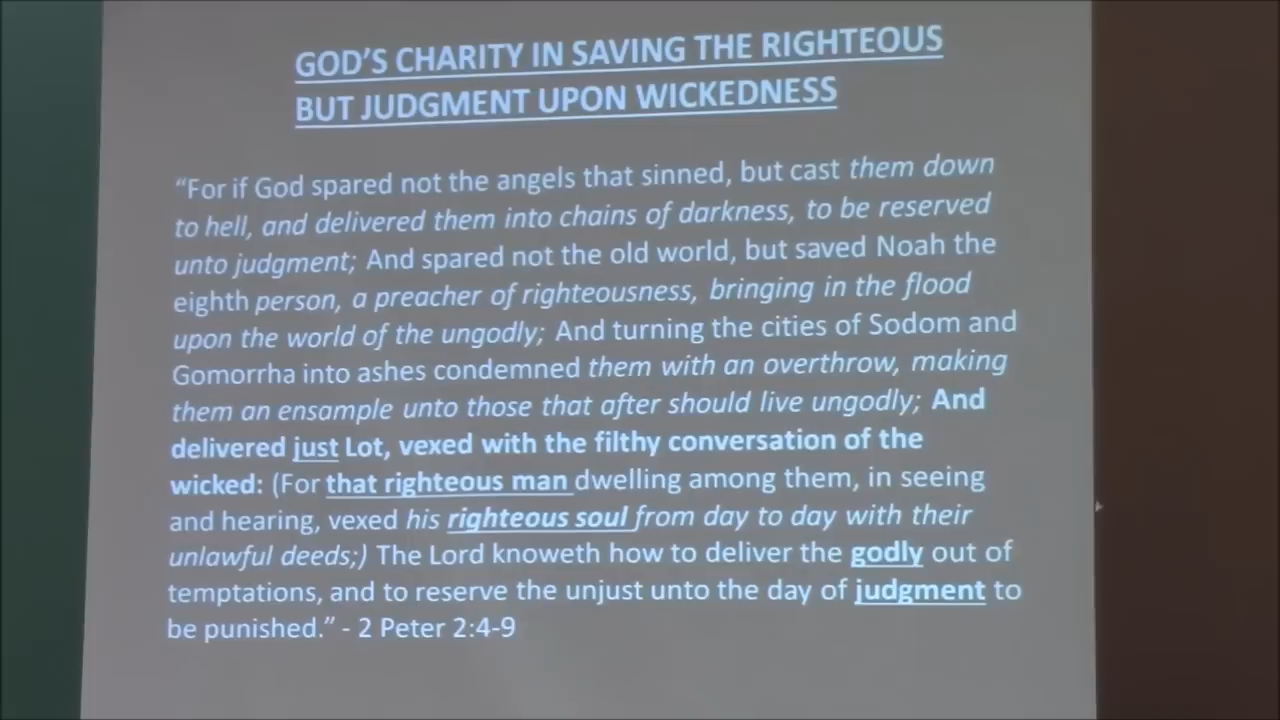 GOD'S CHARITY IN SAVING THE RIGHTEOUS
BUT JUDGMENT UPON WICKEDNESS
“For if God spared not the angels that sinned, but cast them down
to hell, and delivered them into chains of darkness, to be reserved
unto judgment; And spared not the old world, but saved Noah the
eighth person, a preacher of righteousness, bringing in the flood
upon the world of the ungodly; And turning the cities of Sodom and
Gomorrha into ashes condemned them with an overthrow, making
them an ensample unto those that after should live ungodly; And
delivered just Lot, vexed with the filthy conversation of the
wicked: (For that righteous man dwelling among them, in seeing
and hearing, vexed his righteous soul from day to day with their
unlawful deeds;) The Lord knoweth how to deliver the godly out of
temptations, and to reserve the unjust unto the day of judgment to
be punished.” - 2 Peter 2:4-9